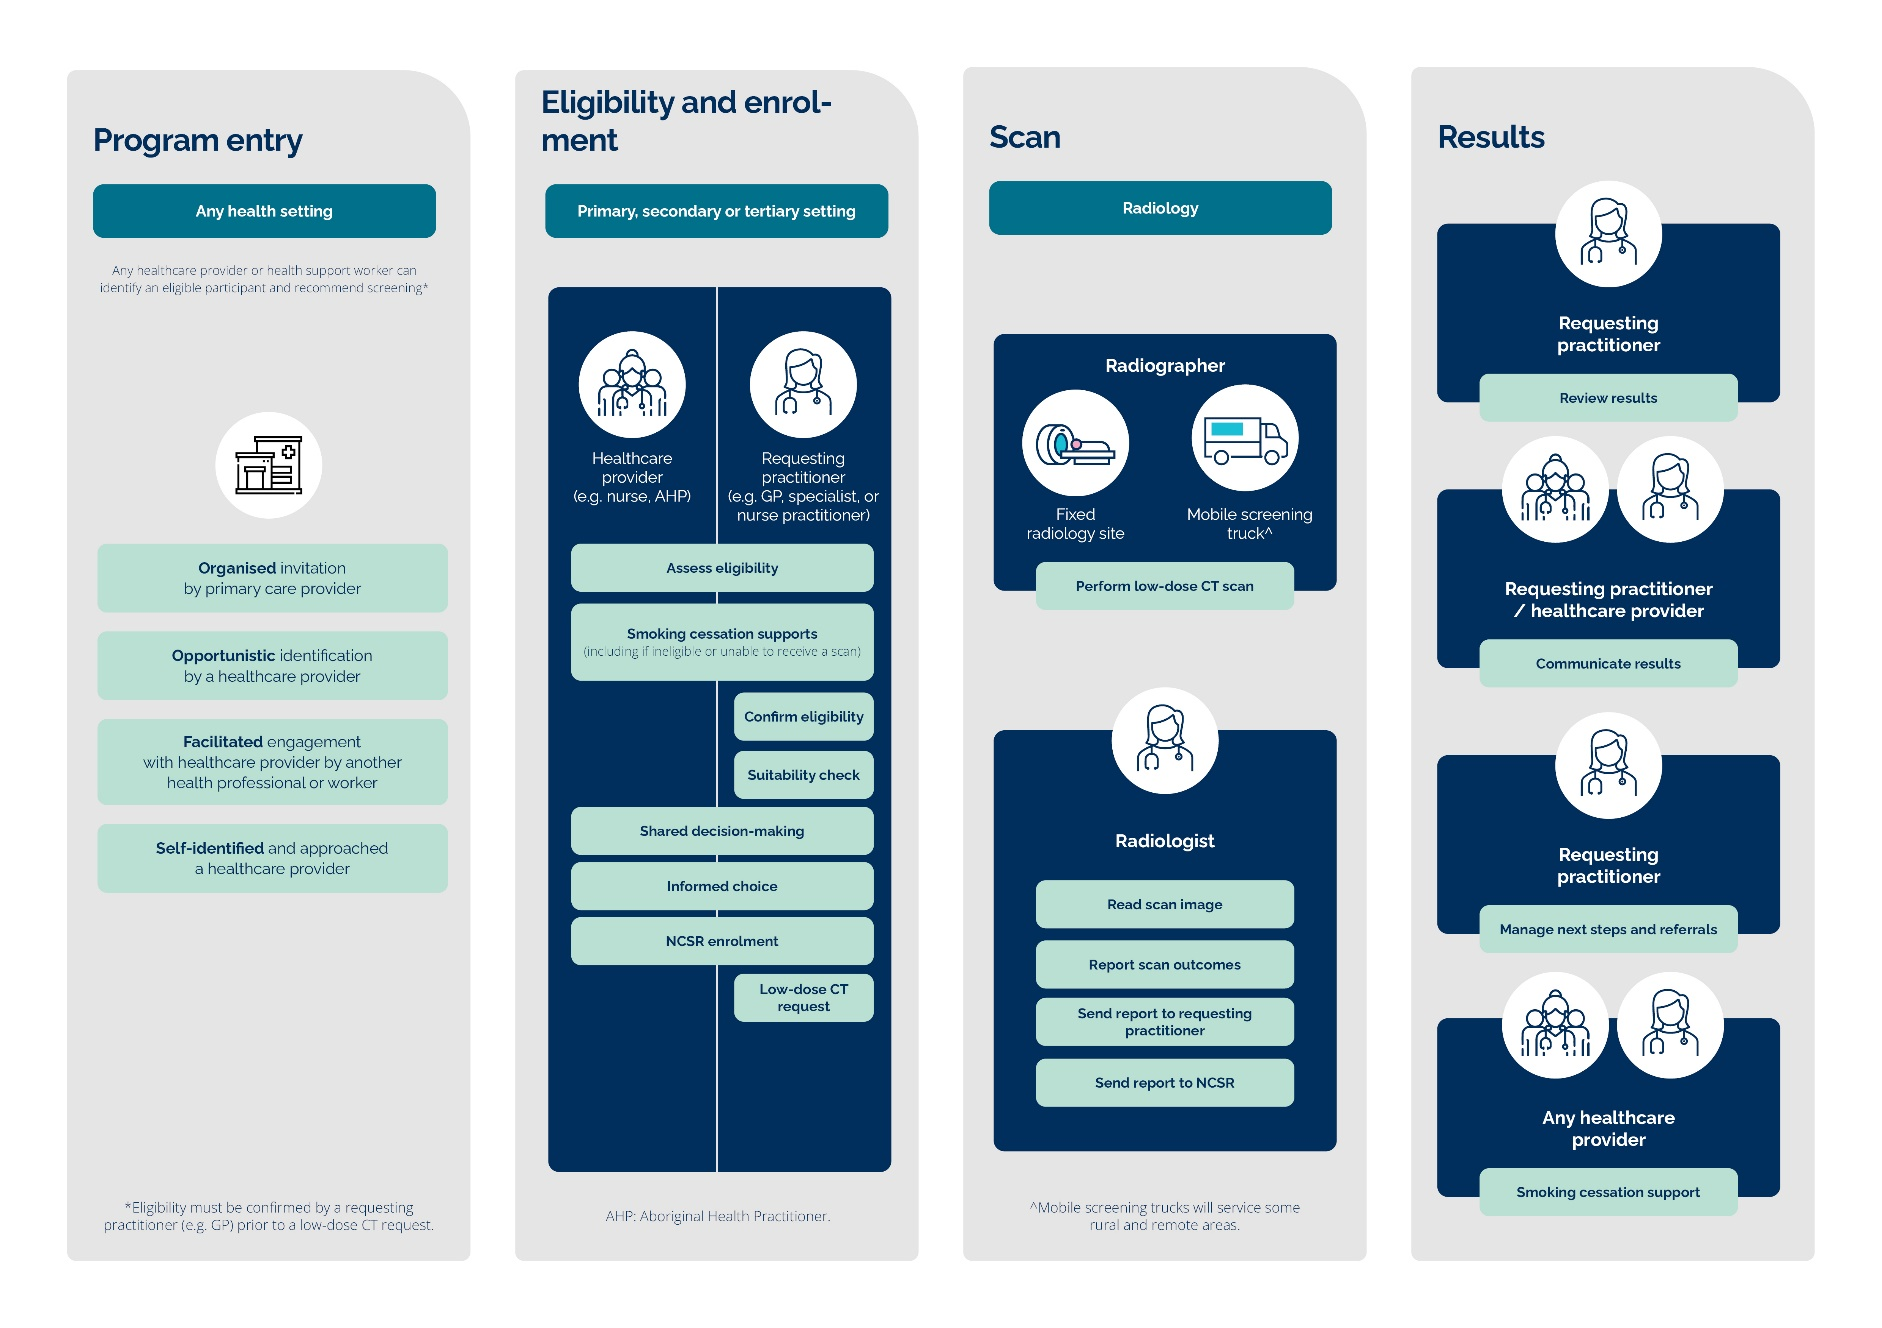 Program entry
Any health setting
Any healthcare provider or health support worker can
identify an eligible participant and recommend screening*
Organised invitation
by primary care provider
Opportunistic identification
by a healthcare provider
Facilitated engagement
with healthcare provider by another
health professional or worker
Self-identified and approached
a healthcare provider
*Eligibility must be confirmed by a requesting
practitioner (e.g. GP) prior to a low-dose CT request.
Eligibility and enrol-
ment
Primary, secondary or tertiary setting
Healthcare
provider
(e.g. nurse, AHP)
Requesting
practitioner
(e.g. GP, specialist, or
nurse practitioner)
Assess eligibility
Smoking cessation supports
(including if ineligible or unable to receive a scan)
Confirm eligibility
Suitability check
Shared decision-making
Informed choice
NCSR enrolment
Low-dose CT
request
AHP: Aboriginal Health Practitioner.
Scan
Radiology
Radiographer
Fixed
radiology site
Mobile screening
truck^
Perform low-dose CT scan
Radiologist
Read scan image
Report scan outcomes
Send report to requesting
practitioner
Send report to NCSR
^Mobile screening trucks will service some
rural and remote areas.
Results
Requesting
practitioner
Review results
Requesting practitioner
/ healthcare provider
Communicate results
Requesting
practitioner
Manage next steps and referrals
Any healthcare
provider
Smoking cessation support